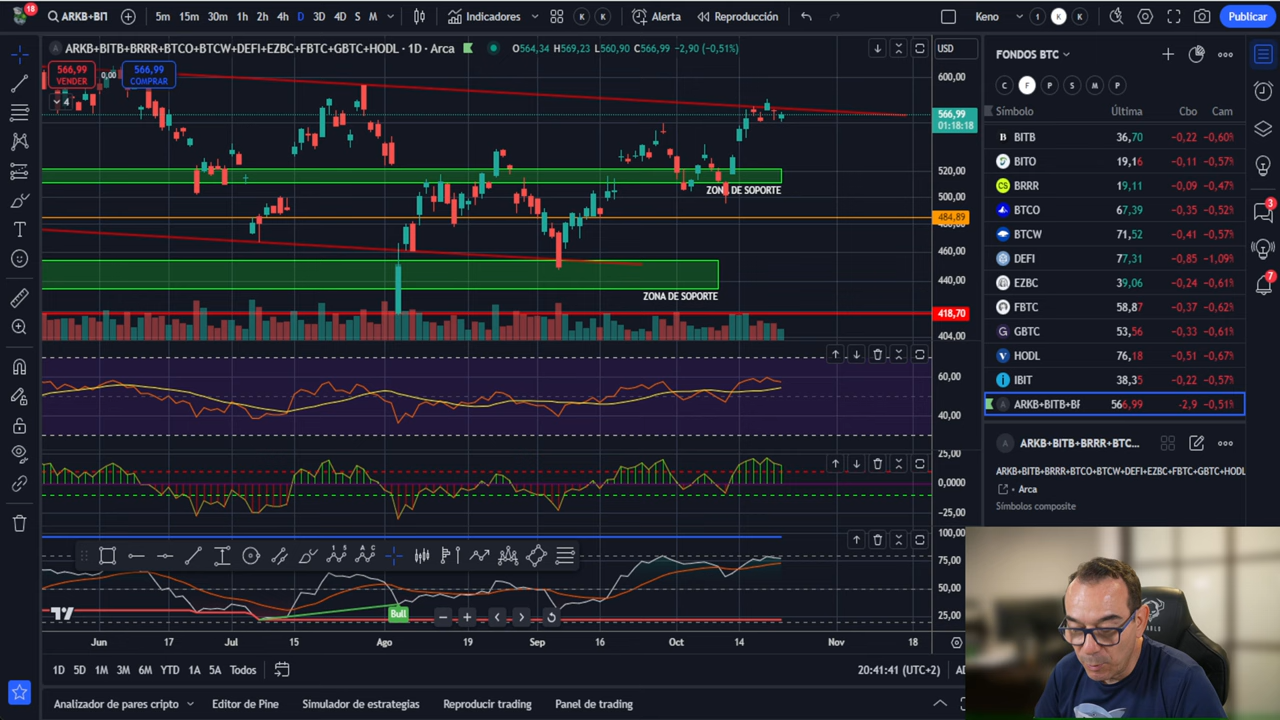 18
ARKB+BIT
5m 15m 30m 1h 2h 4h D 3D 4D S M
Indicadores
K K
Alerta
Reproducción
Keno
1 K K
Publicar
ARKB+BITB+BRRR+BTCO+BTCW+DEFI+EZBC+FBTC+GBTC+HODL · 1D · Arca
O564,34 H569,23 L560,90 C566,99 −2,90 (−0,51%)
USD
566,99
VENDER
0,00
566,99
COMPRAR
4
600,00
566,99
01:18:18
520,00
500,00
484,89
480,00
460,00
440,00
418,70
404,00
ZONA DE SOPORTE
ZONA DE SOPORTE
60,00
40,00
25,00
0,0000
−25,00
100,00
75,00
50,00
25,00
Bull
Jun 17 Jul 15 Ago 19 Sep 16 Oct 14 Nov 18
1D 5D 1M 3M 6M YTD 1A 5A Todos
20:41:41 (UTC+2)
Analizador de pares cripto
Editor de Pine
Simulador de estrategias
Reproducir trading
Panel de trading
FONDOS BTC
C F P S M P
Símbolo Última Cbo Cam
BITB 36,70 −0,22 −0,60%
BITO 19,16 −0,11 −0,57%
BRRR 19,11 −0,09 −0,47%
BTCO 67,39 −0,35 −0,52%
BTCW 71,52 −0,41 −0,57%
DEFI 77,31 −0,85 −1,09%
EZBC 39,06 −0,24 −0,61%
FBTC 58,87 −0,37 −0,62%
GBTC 53,56 −0,33 −0,61%
HODL 76,18 −0,51 −0,67%
IBIT 38,35 −0,22 −0,57%
ARKB+BITB+BF 566,99 −2,9 −0,51%
ARKB+BITB+BRRR+BTC...
ARKB+BITB+BRRR+BTCO+BTCW+DEFI+EZBC+FBTC+GBTC+HODL
Arca
Símbolos composite
3
7